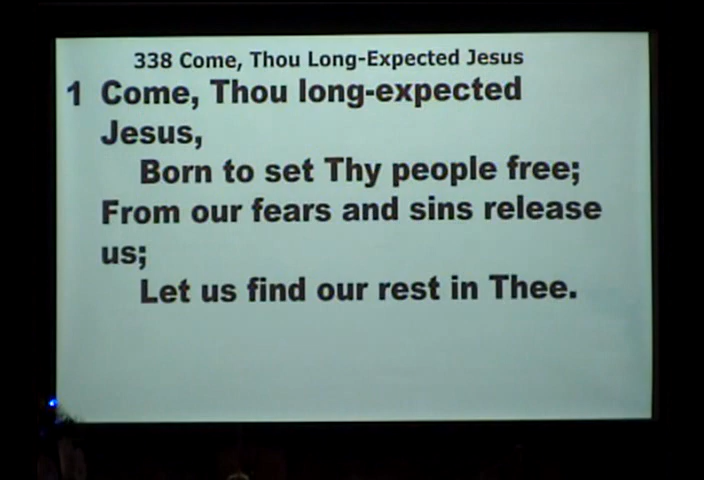 338 Come, Thou Long-Expected Jesus
1 Come, Thou long-expected
Jesus,
Born to set Thy people free;
From our fears and sins release
us;
Let us find our rest in Thee.